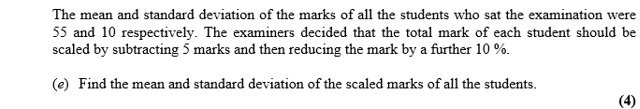 The mean and standard deviation of the marks of all the students who sat the examination were
55 and 10 respectively. The examiners decided that the total mark of each student should be
scaled by subtracting 5 marks and then reducing the mark by a further 10 %.
(e) Find the mean and standard deviation of the scaled marks of all the students.
(4)